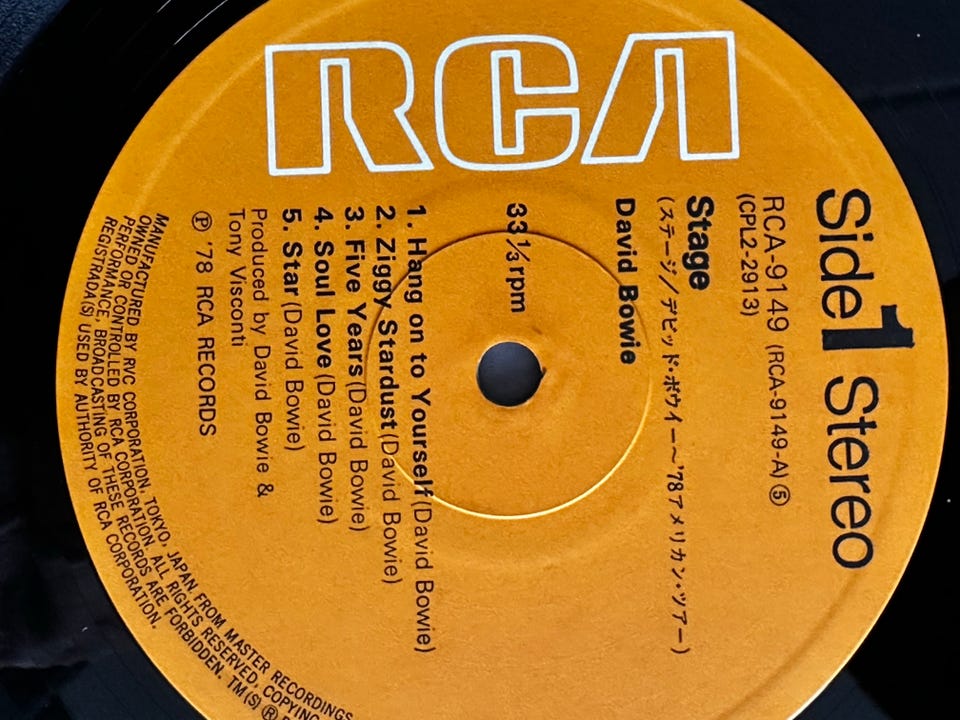 RCA
Side 1 Stereo
RCA-9149 (RCA-9149-A) ⑤
(CPL2-2913)
Stage
(ステージ/デビッド・ボウイー〜'78アメリカン・ツアー)
David Bowie
33 1/3 rpm
1. Hang on to Yourself (David Bowie)
2. Ziggy Stardust (David Bowie)
3. Five Years (David Bowie)
4. Soul Love (David Bowie)
5. Star (David Bowie)
Produced by David Bowie &
Tony Visconti
℗ '78 RCA RECORDS
MANUFACTURED BY RVC CORPORATION, TOKYO, JAPAN FROM MASTER RECORDINGS
OWNED OR CONTROLLED BY RCA CORPORATION. ALL RIGHTS RESERVED, COPYING
PERFORMANCE, BROADCASTING OF THESE RECORDS ARE FORBIDDEN. TM(S) ®
REGISTRADA(S) USED BY AUTHORITY OF RCA CORPORATION.